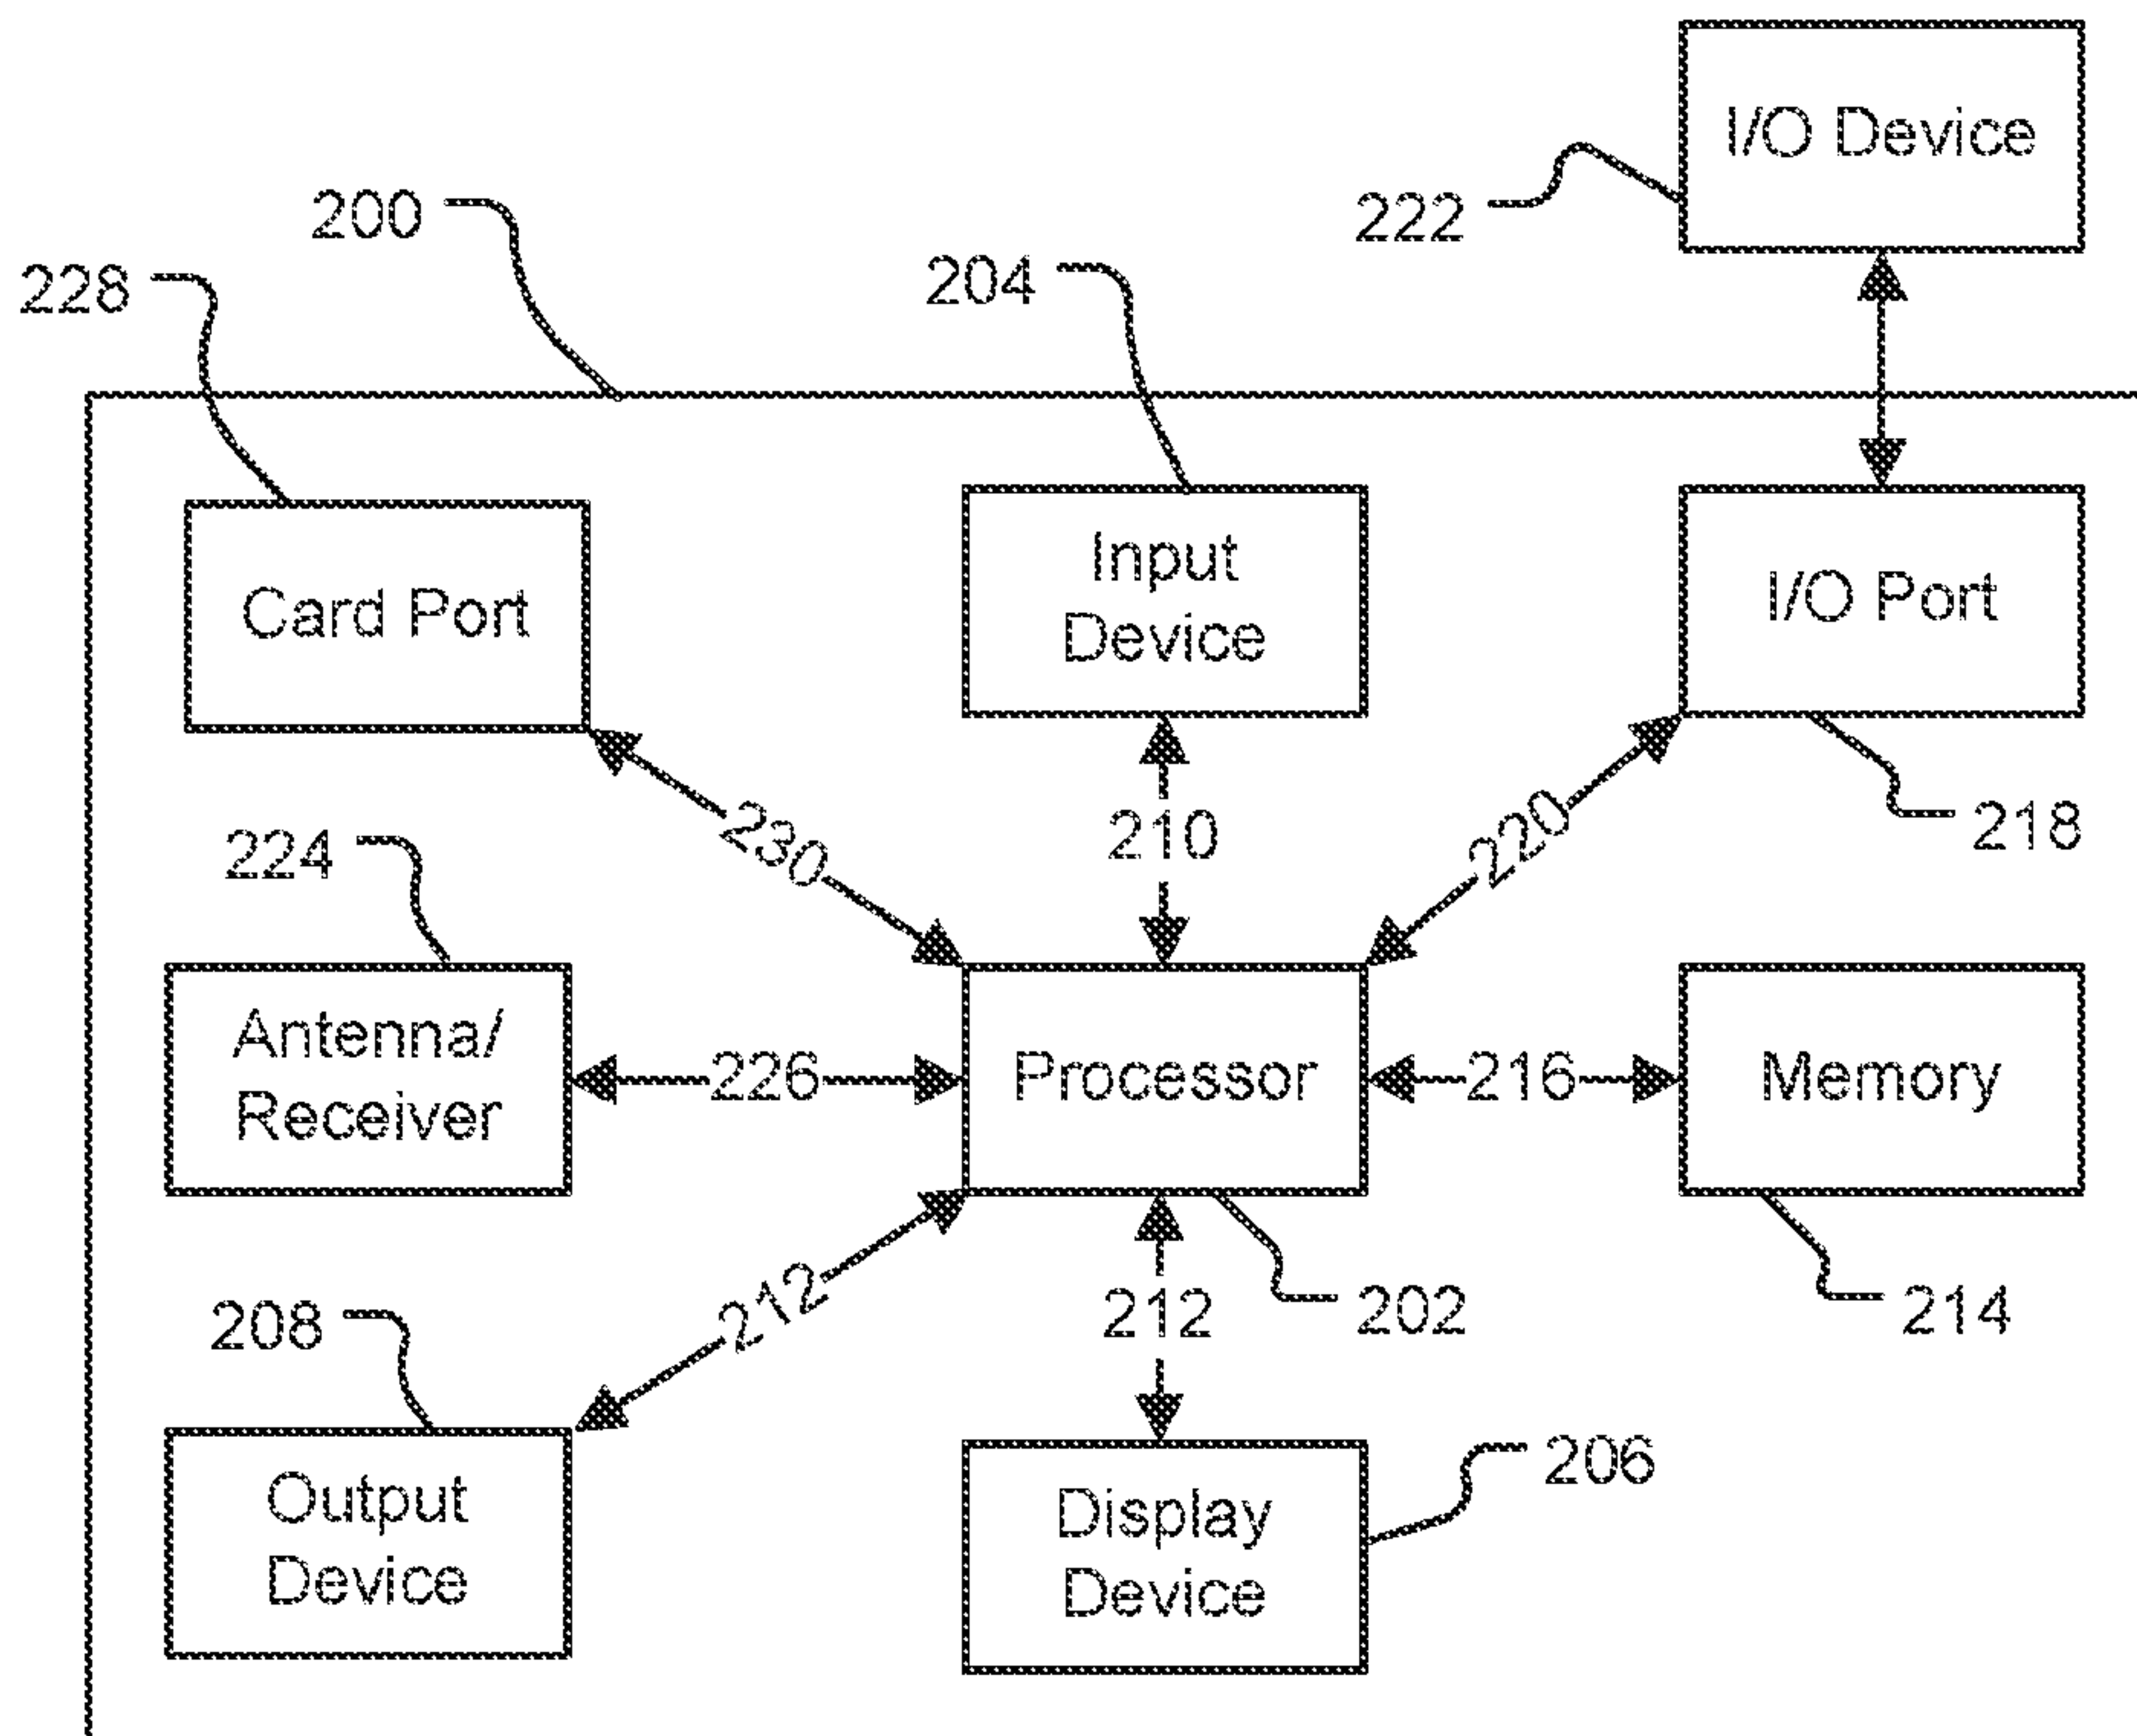 I/O Device
222
200
204
228
Input
Device
I/O Port
Card Port
230
210
220
218
224
Antenna/
Receiver
226
Processor
216
Memory
212
212
202
214
208
206
Output
Device
Display
Device